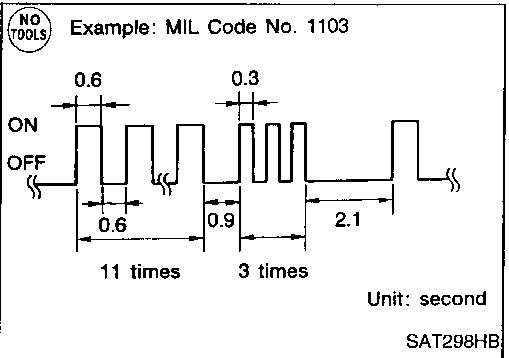 NO
TOOLS
Example: MIL Code No. 1103
0.6
0.3
ON
OFF
0.6
0.9
2.1
11 times
3 times
Unit: second
SAT298HB